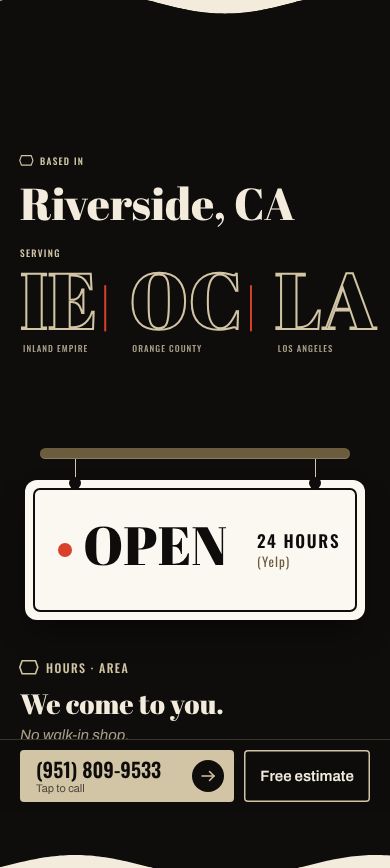 BASED IN
Riverside, CA
SERVING
IE | OC | LA
INLAND EMPIRE ORANGE COUNTY LOS ANGELES
OPEN
24 HOURS
(Yelp)
HOURS · AREA
We come to you.
No walk-in shop.
(951) 809-9533
Tap to call
Free estimate